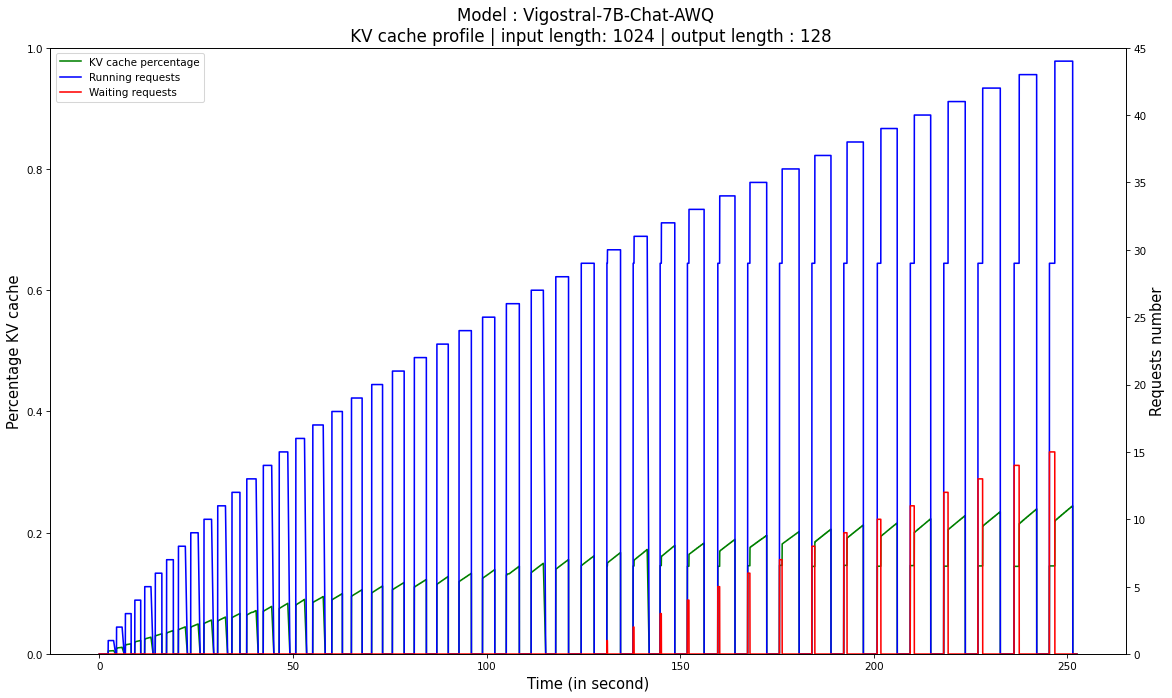 Model : Vigostral-7B-Chat-AWQ
KV cache profile | input length: 1024 | output length : 128
KV cache percentage
Running requests
Waiting requests
Percentage KV cache
1.0
0.8
0.6
0.4
0.2
0.0
45
40
35
30
25
20
15
10
5
0
Requests number
0 50 100 150 200 250
Time (in second)